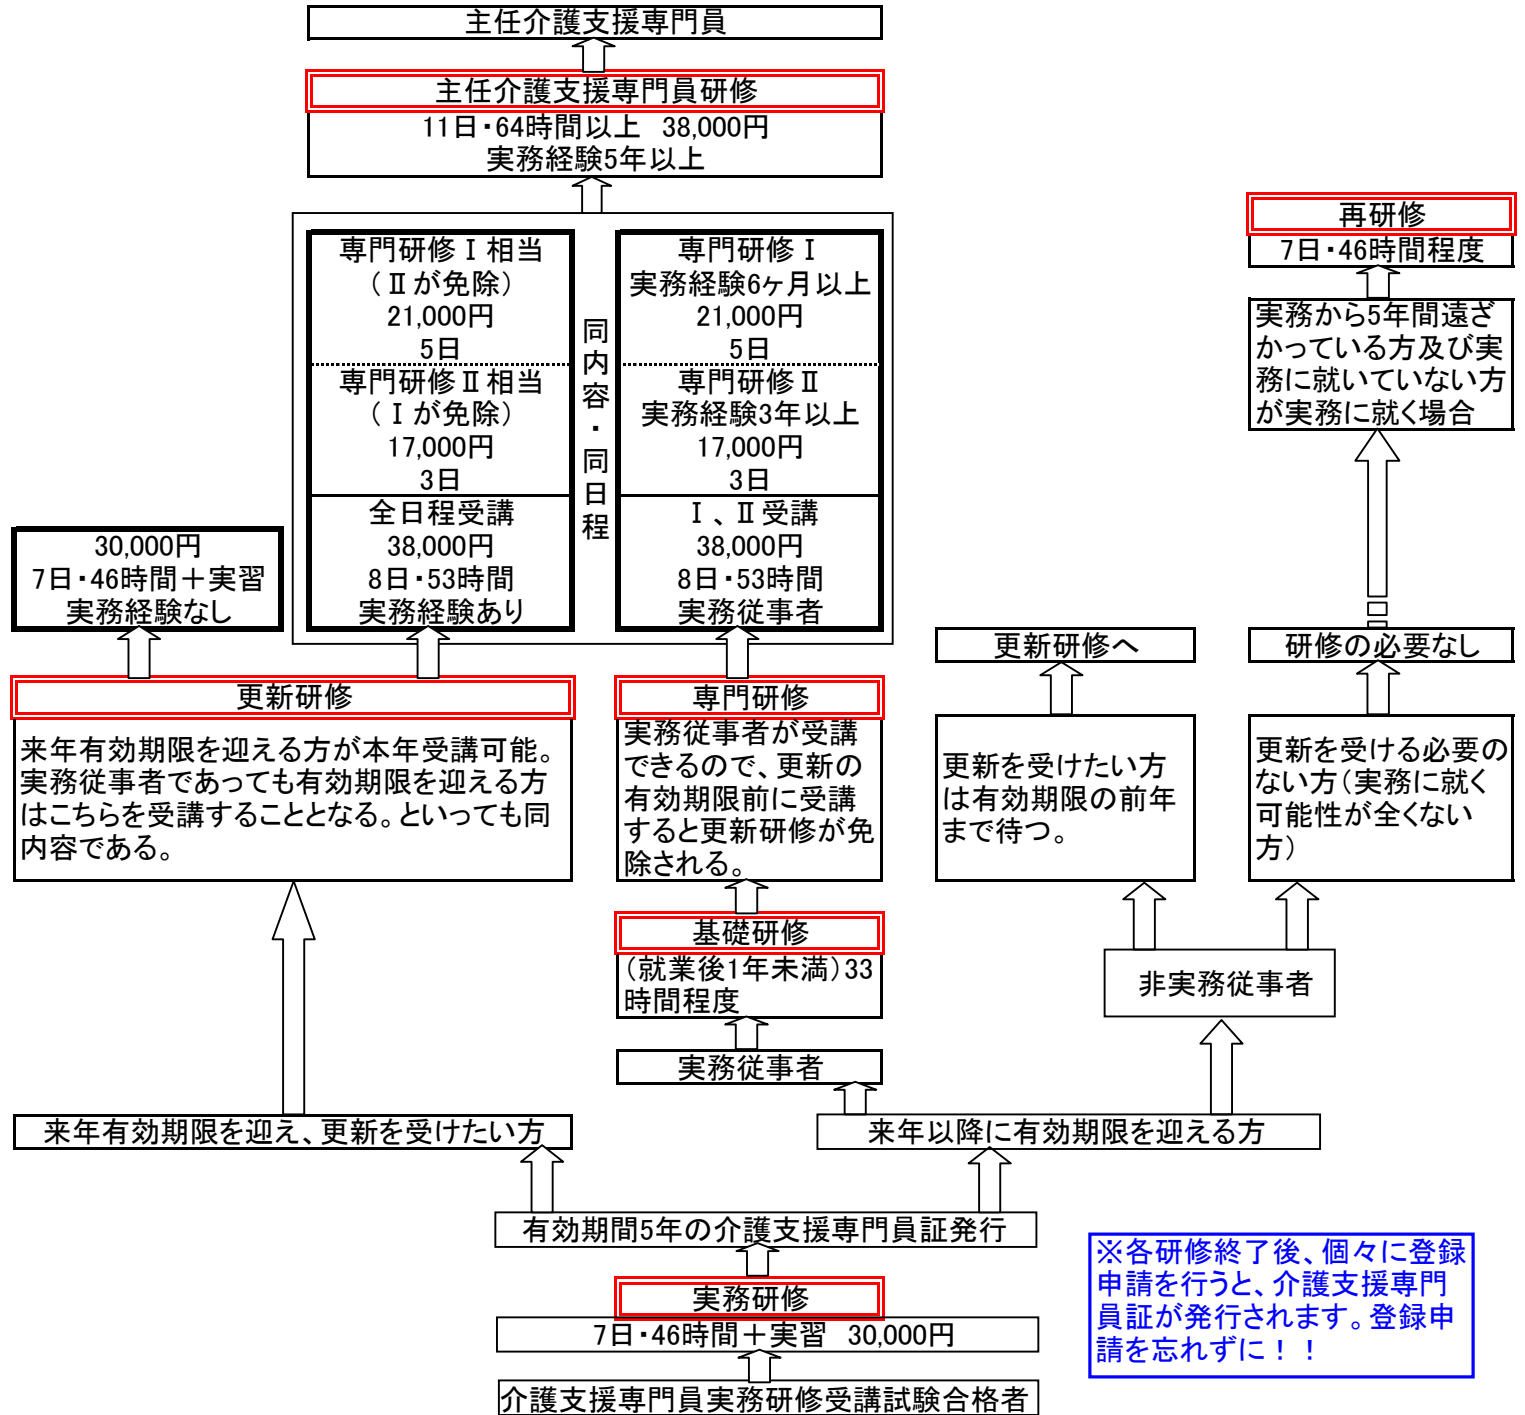 主任介護支援専門員
主任介護支援専門員研修
11日・64時間以上　38,000円
実務経験5年以上
専門研修Ⅰ相当
（Ⅱが免除）
21,000円
5日
専門研修Ⅱ相当
（Ⅰが免除）
17,000円
3日
全日程受講
38,000円
8日・53時間
実務経験あり
同内容・同日程
専門研修Ⅰ
実務経験6ヶ月以上
21,000円
5日
専門研修Ⅱ
実務経験3年以上
17,000円
3日
Ⅰ、Ⅱ受講
38,000円
8日・53時間
実務従事者
再研修
7日・46時間程度
実務から5年間遠ざ
かっている方及び実
務に就いていない方
が実務に就く場合
30,000円
7日・46時間＋実習
実務経験なし
更新研修へ
研修の必要なし
更新研修
来年有効期限を迎える方が本年受講可能。
実務従事者であっても有効期限を迎える方
はこちらを受講することとなる。といっても同
内容である。
専門研修
実務従事者が受講
できるので、更新の
有効期限前に受講
すると更新研修が免
除される。
更新を受けたい方
は有効期限の前年
まで待つ。
更新を受ける必要の
ない方（実務に就く
可能性が全くない
方）
基礎研修
（就業後1年未満）33
時間程度
非実務従事者
実務従事者
来年有効期限を迎え、更新を受けたい方
来年以降に有効期限を迎える方
有効期間5年の介護支援専門員証発行
実務研修
7日・46時間＋実習　30,000円
介護支援専門員実務研修受講試験合格者
※各研修終了後、個々に登録
申請を行うと、介護支援専門
員証が発行されます。登録申
請を忘れずに！！